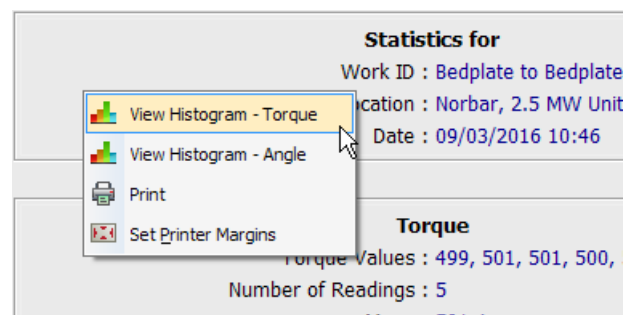 Statistics for
Work ID : Bedplate to Bedplate
View Histogram - Torque
cation : Norbar, 2.5 MW Unit
View Histogram - Angle
Date : 09/03/2016 10:46
Print
Set Printer Margins
Torque
Torque Values : 499, 501, 501, 500,
Number of Readings : 5